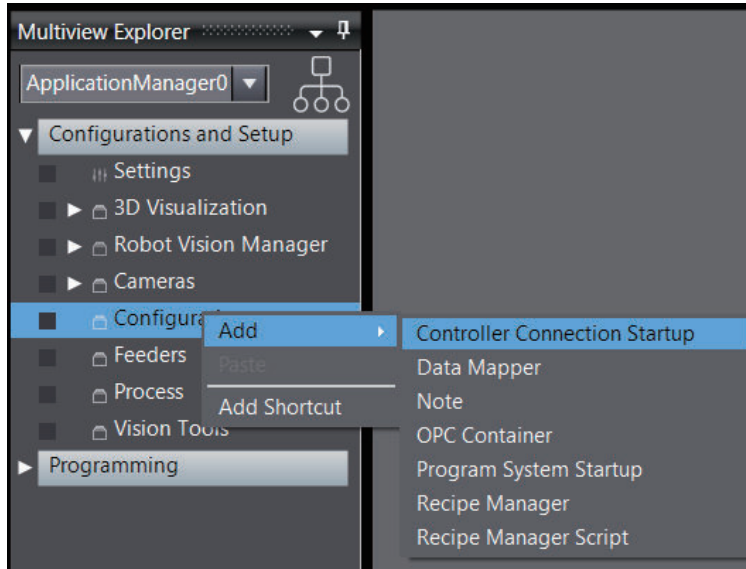 Multiview Explorer
ApplicationManager0
Configurations and Setup
Settings
3D Visualization
Robot Vision Manager
Cameras
Feeders
Process
Vision Tools
Programming
Add
Paste
Add Shortcut
Controller Connection Startup
Data Mapper
Note
OPC Container
Program System Startup
Recipe Manager
Recipe Manager Script